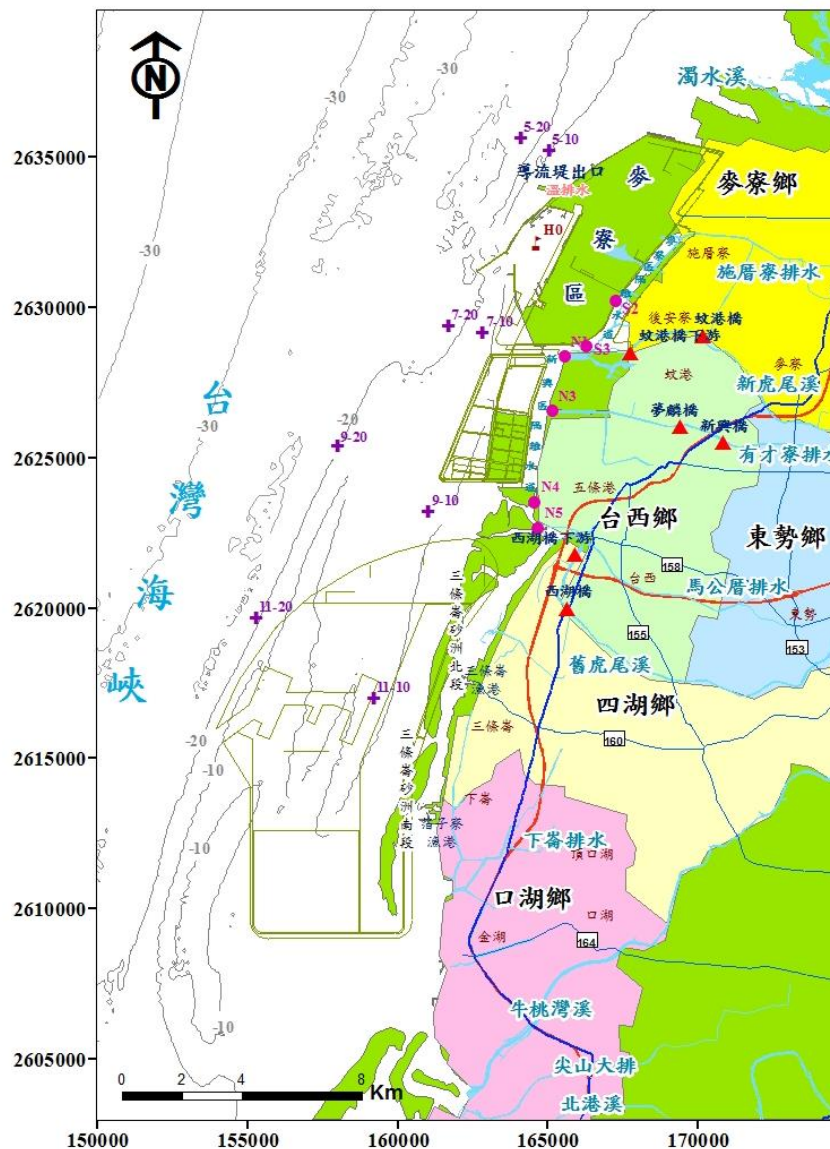 N
濁水溪
-30
-30
5-20
5-10
2635000
導流堤出口
溫排水
麥寮區
麥寮鄉
H0
-30
施厝寮
施厝寮排水
2630000
S2
後安寮
蚊港橋
7-20
7-10
蚊港橋下游
S3
麥寮
蚊港
新虎尾溪
新興區隔離水道
N3
夢麟橋
新興橋
台灣海峽
-20
-30
9-20
2625000
有才寮排水
N4
五條港
9-10
N5
台西鄉
東勢鄉
西湖橋下游
158
台西
馬公厝排水
2620000
11-20
西湖橋
東勢
155
153
三條崙砂洲北段
舊虎尾溪
三條崙
漁港
11-10
四湖鄉
三條崙
160
-20
2615000
-10
三條崙砂洲南段
下崙
箔子寮
漁港
下崙排水
頂口湖
-10
口湖鄉
2610000
口湖
金湖
164
-10
牛桃灣溪
2605000
尖山大排
0 2 4 8
Km
北港溪
150000 155000 160000 165000 170000